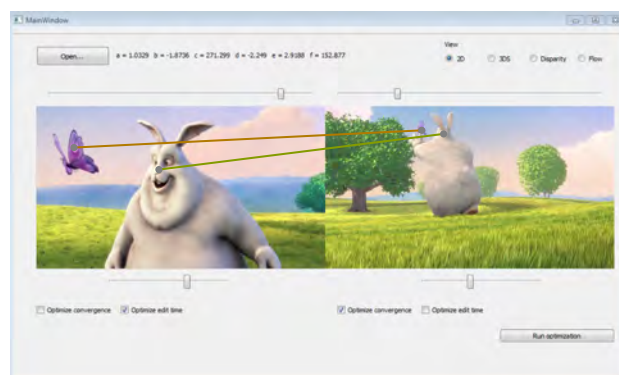 MainWindow
View
Open... a = 1.0329 b = -1.8736 c = 271.299 d = -2.249 e = 2.9188 f = 152.877
2D 3DS Disparity Flow
Optimize convergence Optimize edit time Optimize convergence Optimize edit time
Run optimization